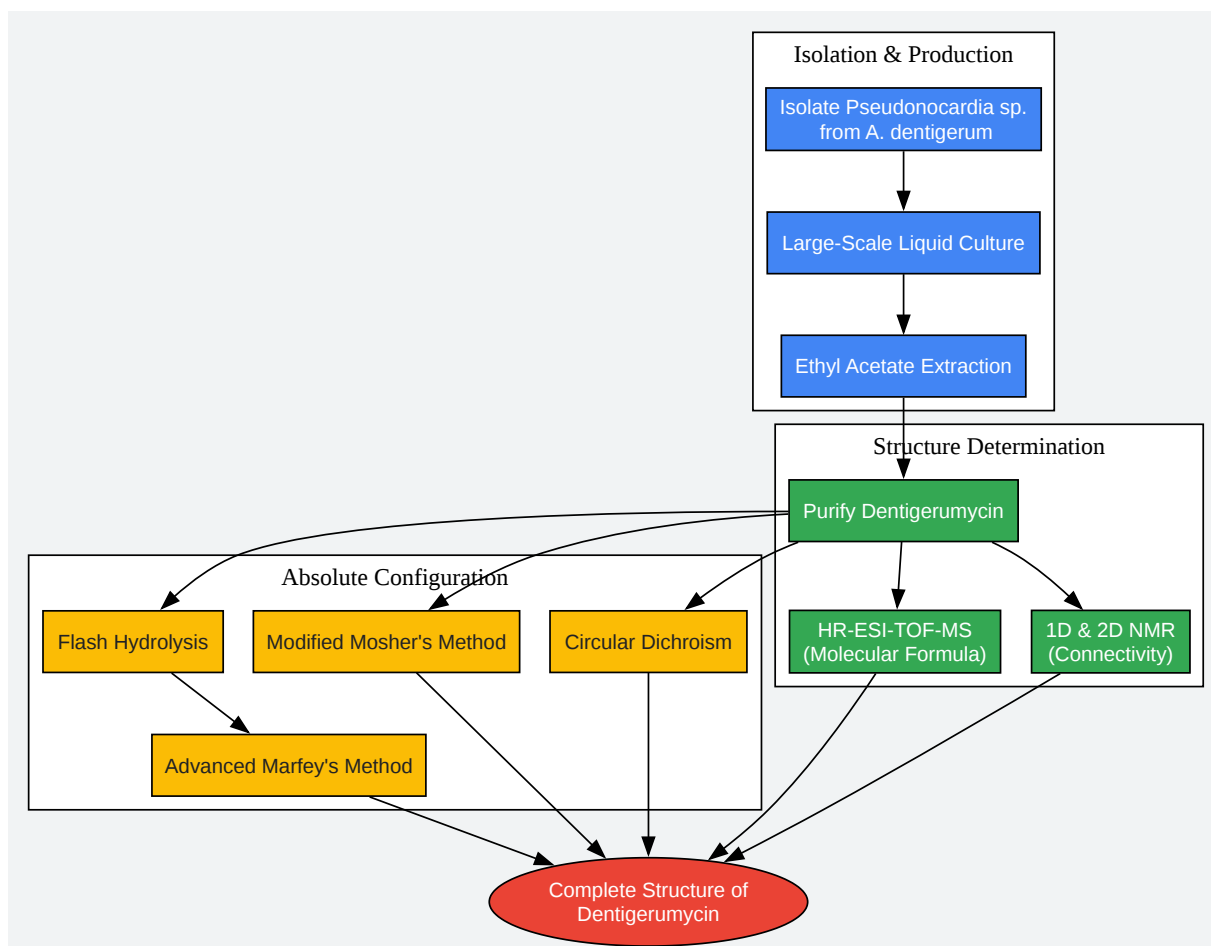 Isolation & Production
Isolate Pseudonocardia sp.
from A. dentigerum
Large-Scale Liquid Culture
Ethyl Acetate Extraction
Structure Determination
Purify Dentigerumycin
Absolute Configuration
Flash Hydrolysis
Modified Mosher's Method
Circular Dichroism
HR-ESI-TOF-MS
(Molecular Formula)
1D & 2D NMR
(Connectivity)
Advanced Marfey's Method
Complete Structure of
Dentigerumycin